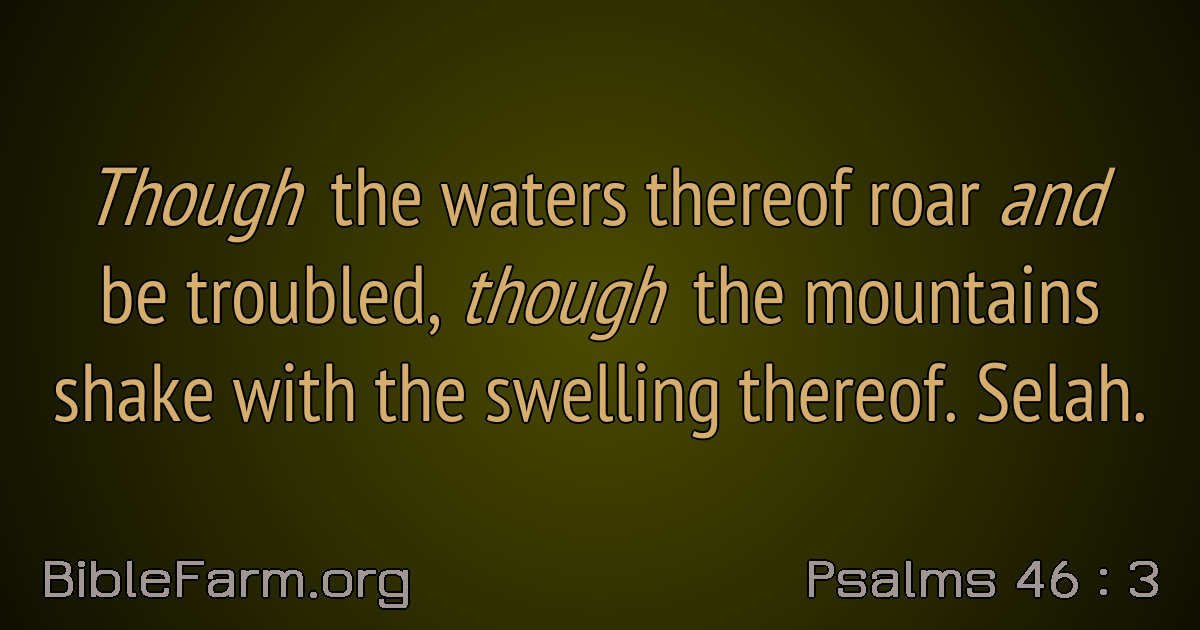 Though the waters thereof roar and
be troubled, though the mountains
shake with the swelling thereof. Selah.
BibleFarm.org
Psalms 46 : 3